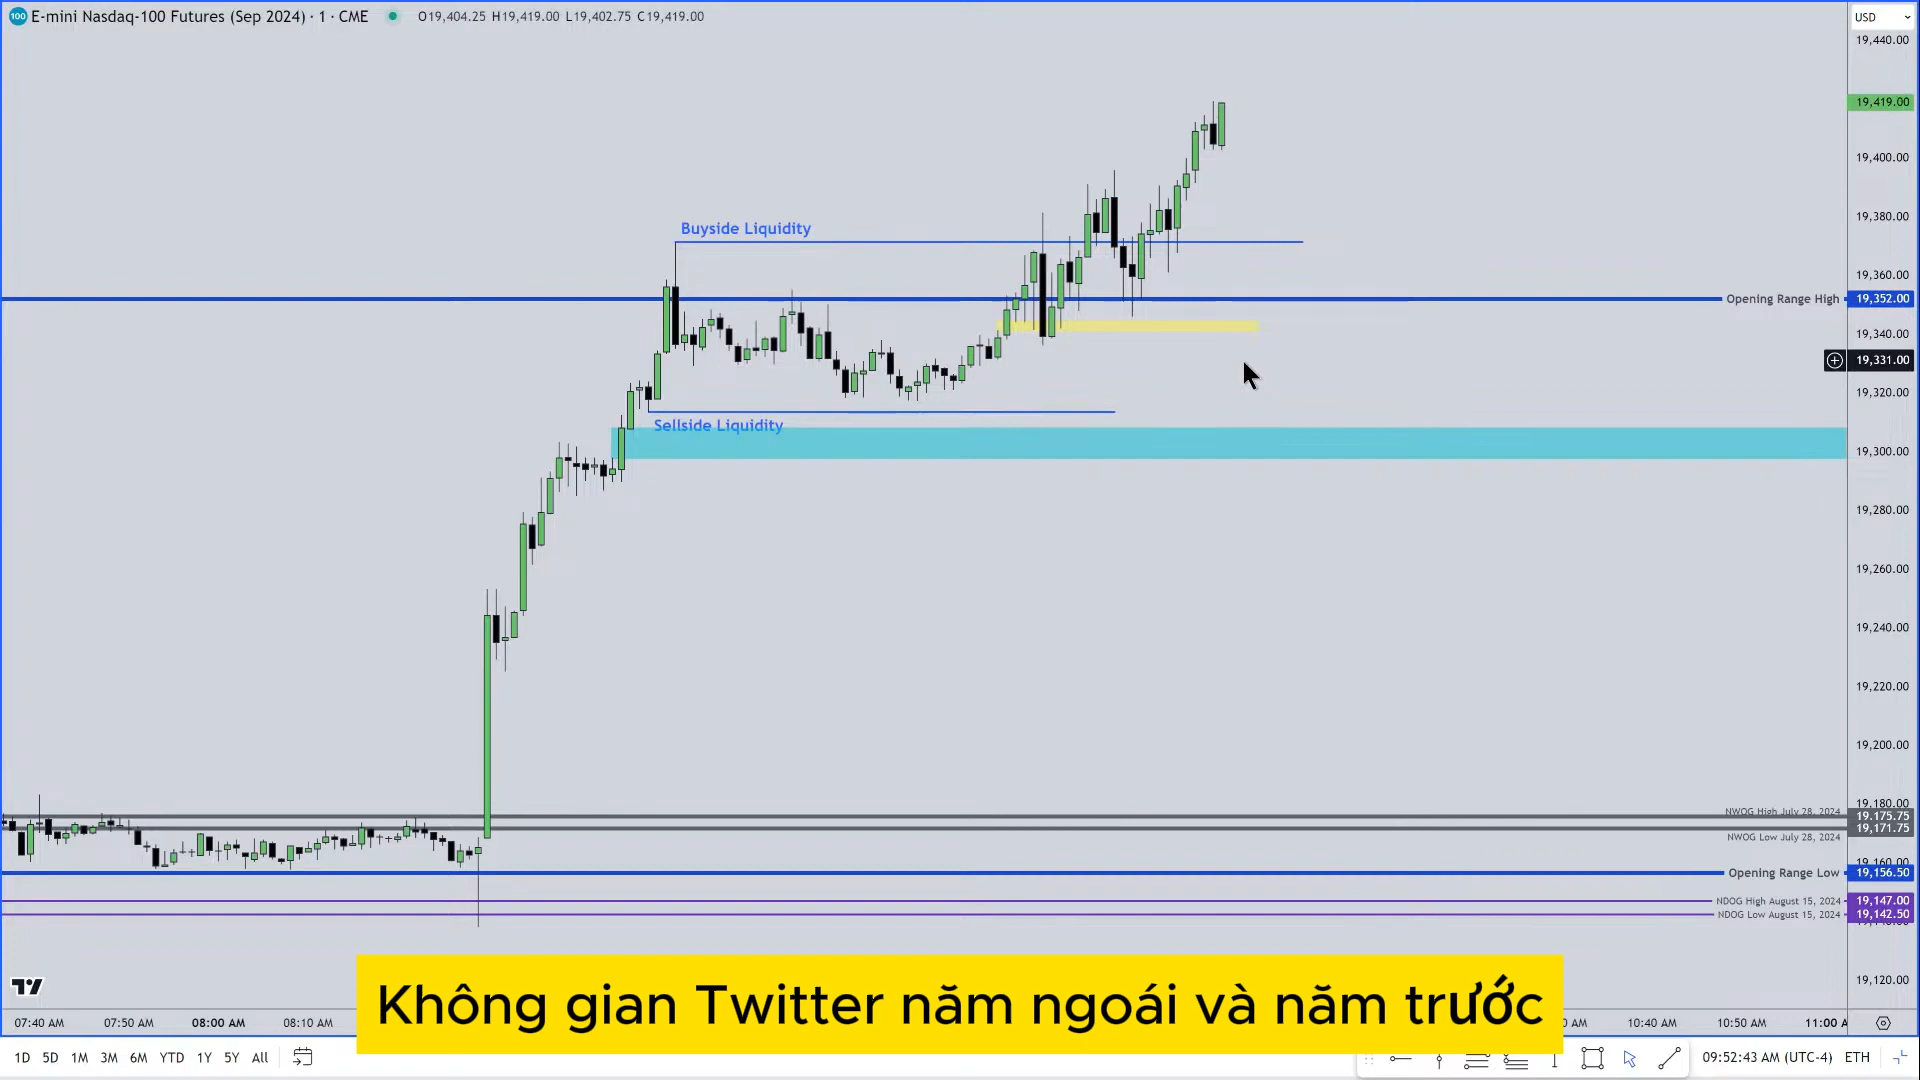 100 E-mini Nasdaq-100 Futures (Sep 2024) · 1 · CME O19,404.25 H19,419.00 L19,402.75 C19,419.00
USD
19,440.00
19,419.00
19,400.00
Buyside Liquidity
19,380.00
19,360.00
Opening Range High 19,352.00
19,340.00
19,331.00
19,320.00
Sellside Liquidity
19,300.00
19,280.00
19,260.00
19,240.00
19,220.00
19,200.00
19,180.00
NWOG High July 28, 2024 19,175.75
19,171.75
NWOG Low July 28, 2024
19,160.00
Opening Range Low 19,156.50
NDOG High August 15, 2024 19,147.00
NDOG Low August 15, 2024 19,142.50
19,120.00
Không gian Twitter năm ngoái và năm trước
07:40 AM 07:50 AM 08:00 AM 08:10 AM AM 10:40 AM 10:50 AM 11:00
1D 5D 1M 3M 6M YTD 1Y 5Y All 09:52:43 AM (UTC-4) ETH